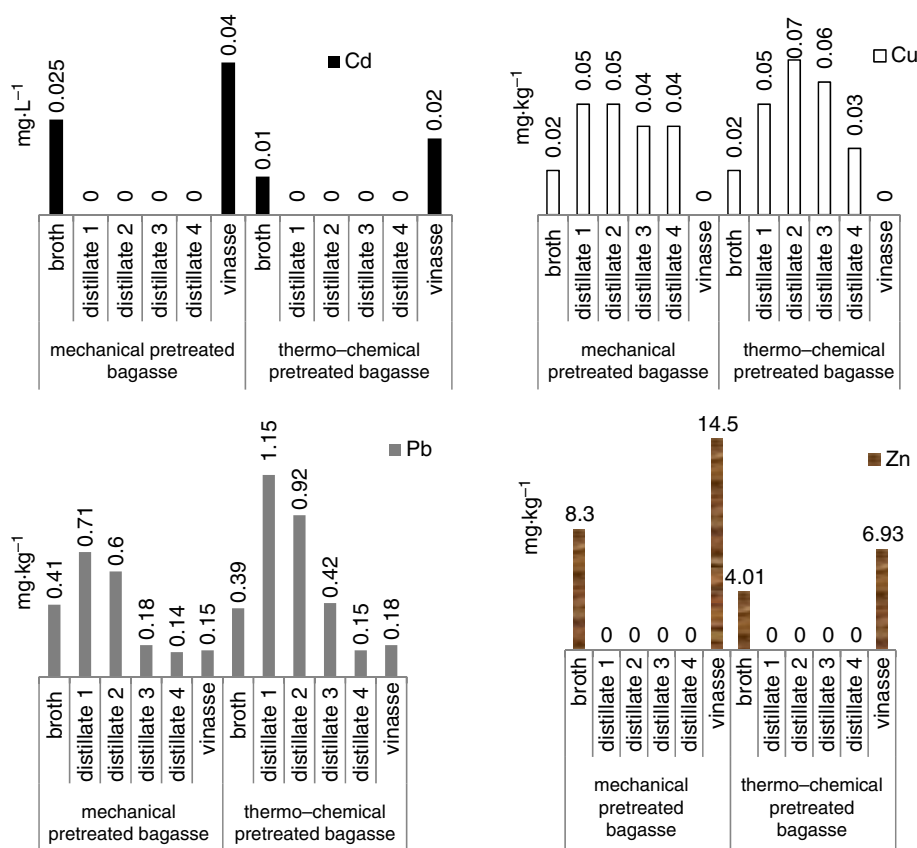 Cd
mg·L⁻¹
0.025
0
0
0
0
0.04
0.01
0
0
0
0
0.02
broth
distillate 1
distillate 2
distillate 3
distillate 4
vinasse
broth
distillate 1
distillate 2
distillate 3
distillate 4
vinasse
mechanical pretreated
bagasse
thermo–chemical
pretreated bagasse
Cu
mg·kg⁻¹
0.02
0.05
0.05
0.04
0.04
0
0.02
0.05
0.07
0.06
0.03
0
broth
distillate 1
distillate 2
distillate 3
distillate 4
vinasse
broth
distillate 1
distillate 2
distillate 3
distillate 4
vinasse
mechanical
pretreated bagasse
thermo–chemical
pretreated bagasse
Pb
mg·kg⁻¹
0.41
0.71
0.6
0.18
0.14
0.15
0.39
1.15
0.92
0.42
0.15
0.18
broth
distillate 1
distillate 2
distillate 3
distillate 4
vinasse
broth
distillate 1
distillate 2
distillate 3
distillate 4
vinasse
mechanical
pretreated bagasse
thermo–chemical
pretreated bagasse
Zn
mg·kg⁻¹
8.3
0
0
0
0
14.5
4.01
0
0
0
0
6.93
broth
distillate 1
distillate 2
distillate 3
distillate 4
vinasse
broth
distillate 1
distillate 2
distillate 3
distillate 4
vinasse
mechanical
pretreated
bagasse
thermo–chemical
pretreated
bagasse